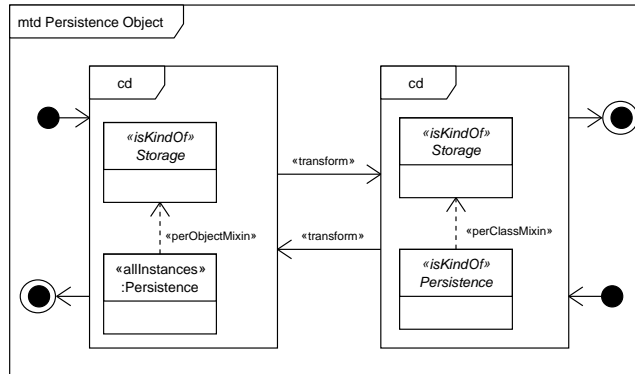 mtd Persistence Object
cd
«isKindOf»
Storage
«perObjectMixin»
«allInstances»
:Persistence
«transform»
«transform»
cd
«isKindOf»
Storage
«perClassMixin»
«isKindOf»
Persistence